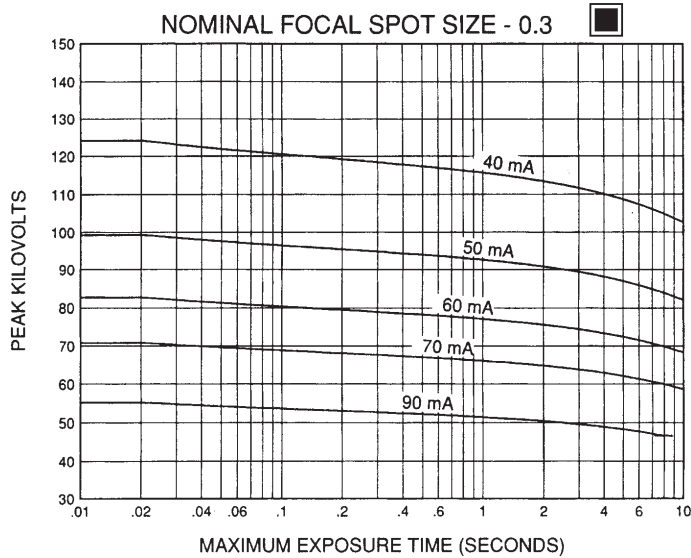 NOMINAL FOCAL SPOT SIZE - 0.3
150
140
130
120
110
100
90
80
70
60
50
40
30
PEAK KILOVOLTS
40 mA
50 mA
60 mA
70 mA
90 mA
.01 .02 .04 .06 .1 .2 .4 .6 1 2 4 6 10
MAXIMUM EXPOSURE TIME (SECONDS)